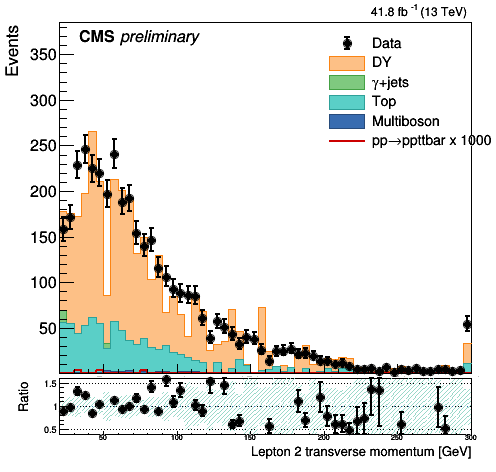 41.8 fb⁻¹ (13 TeV)
CMS preliminary
Data
DY
γ+jets
Top
Multiboson
pp→ppttbar x 1000
Events
350
300
250
200
150
100
50
Ratio
1.5
1
0.5
50
100
150
200
250
300
Lepton 2 transverse momentum [GeV]